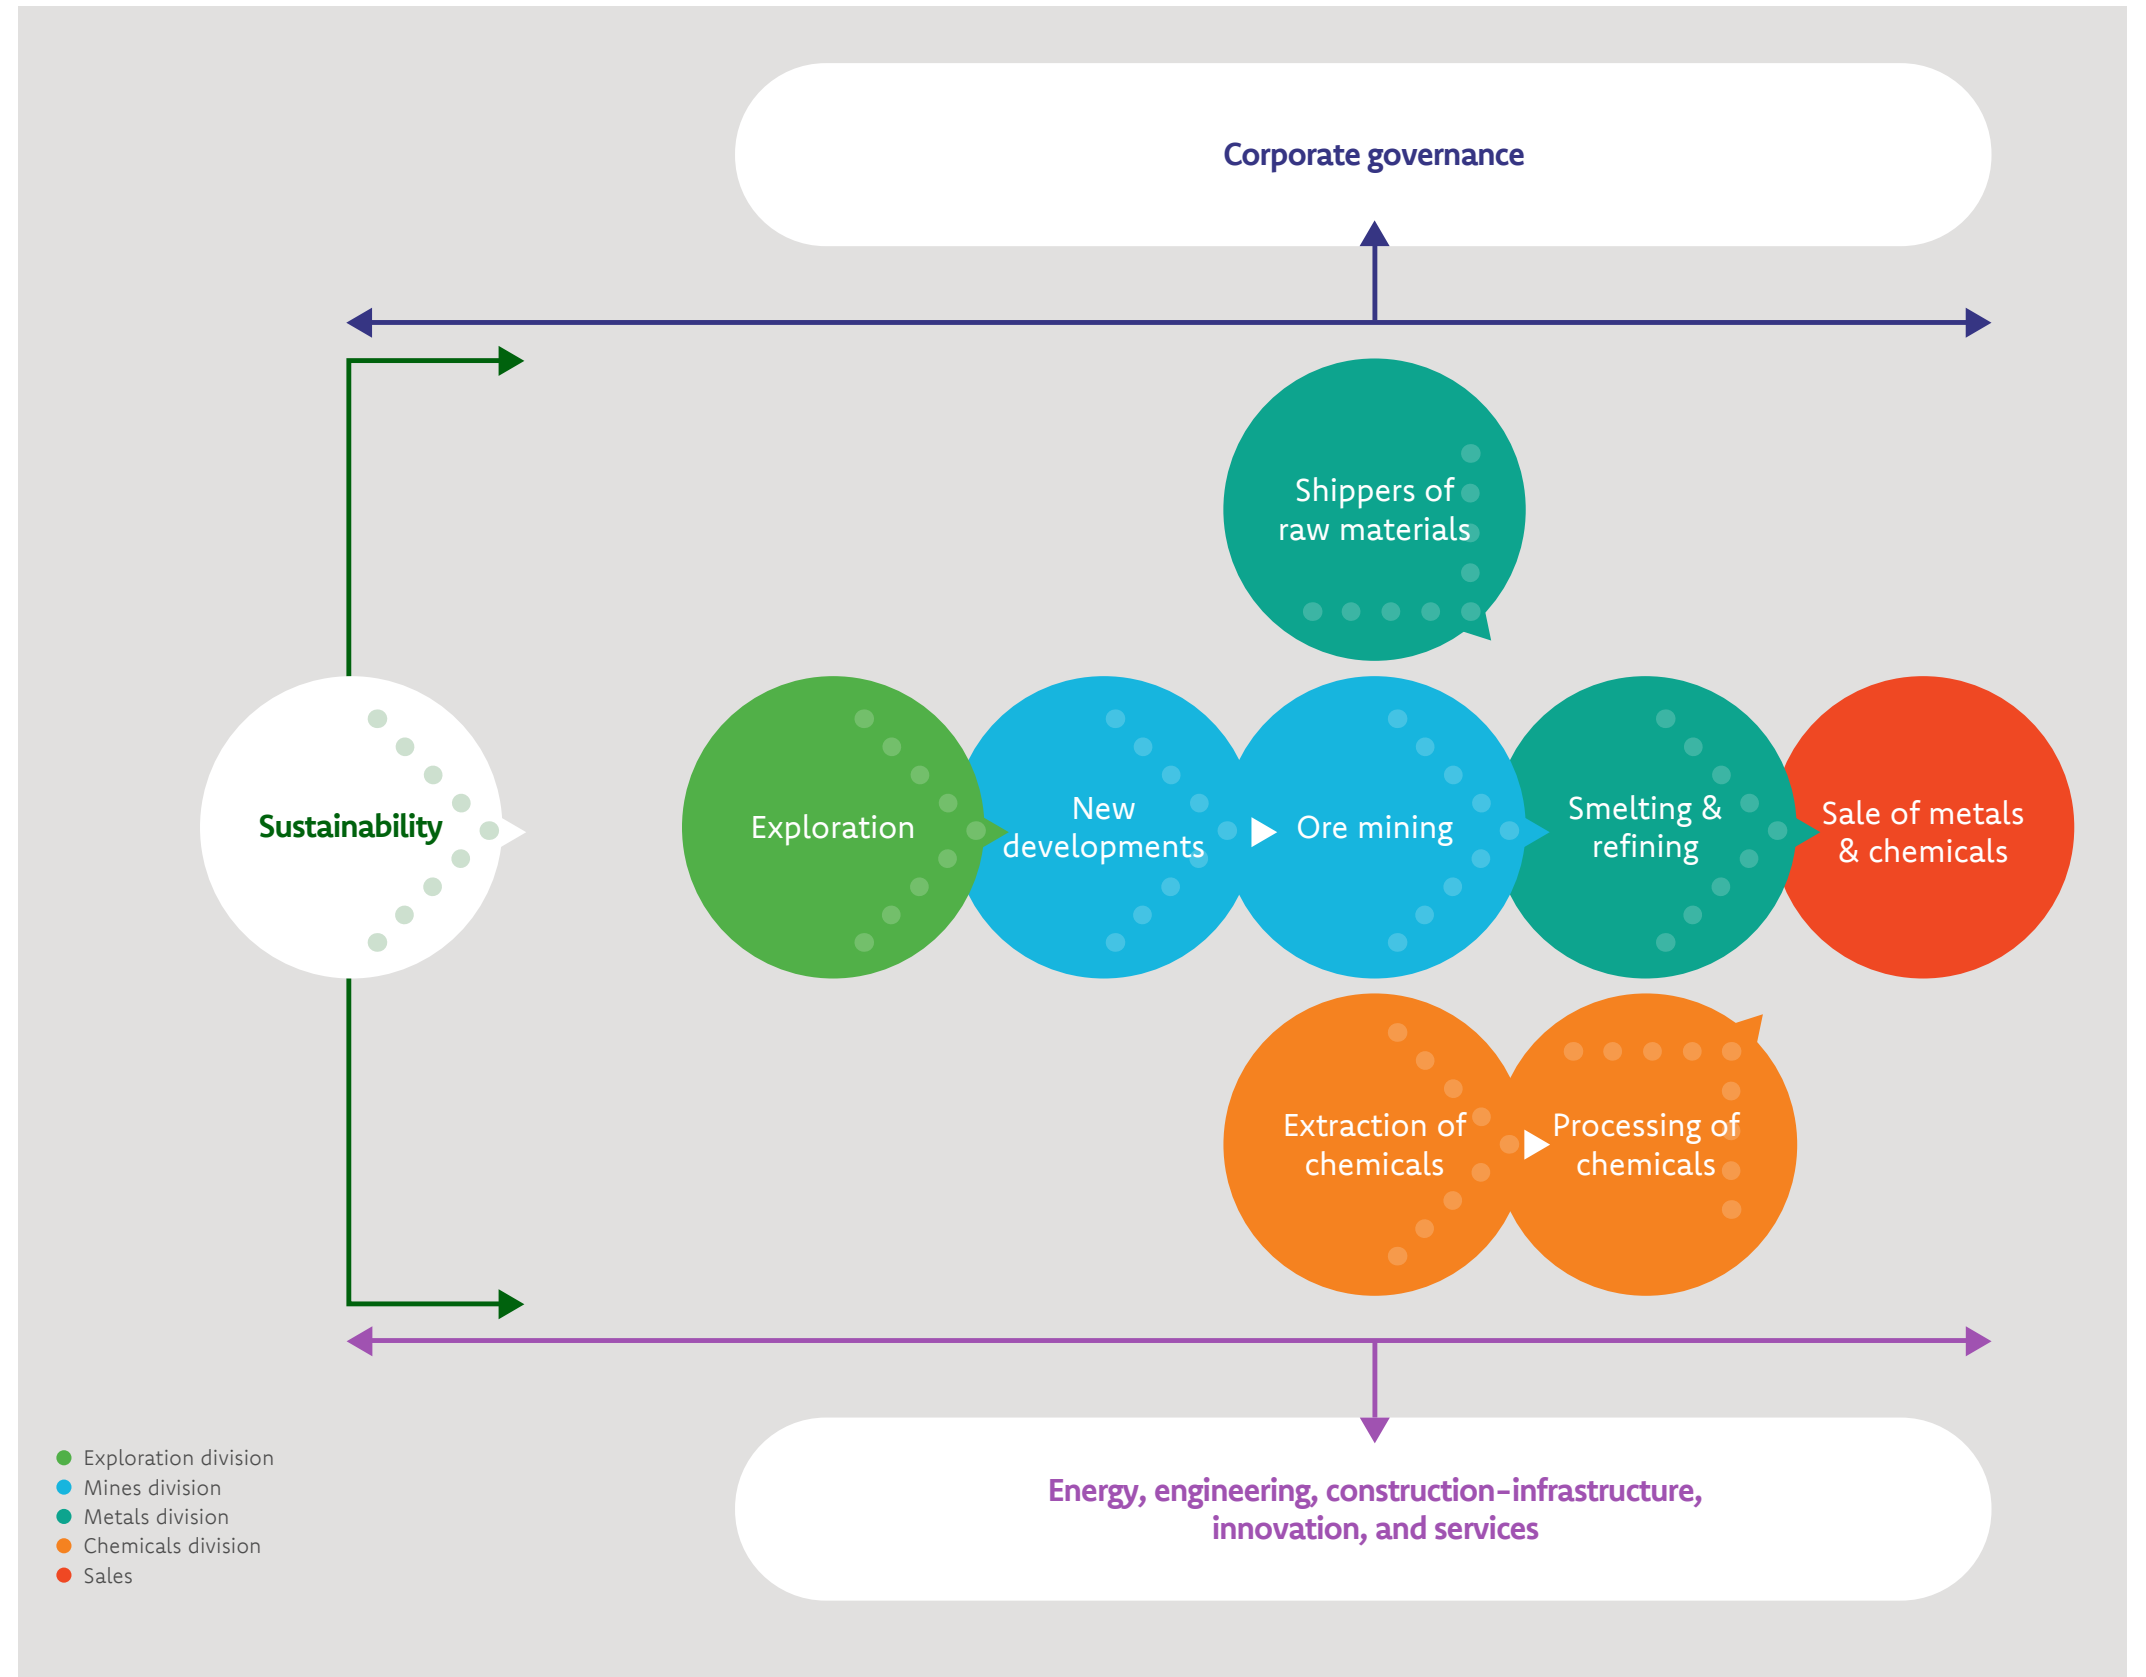 Corporate governance
Shippers of
raw materials
Sustainability
Exploration
New
developments
Ore mining
Smelting &
refining
Sale of metals
& chemicals
Extraction of
chemicals
Processing of
chemicals
Energy, engineering, construction-infrastructure,
innovation, and services
Exploration division
Mines division
Metals division
Chemicals division
Sales